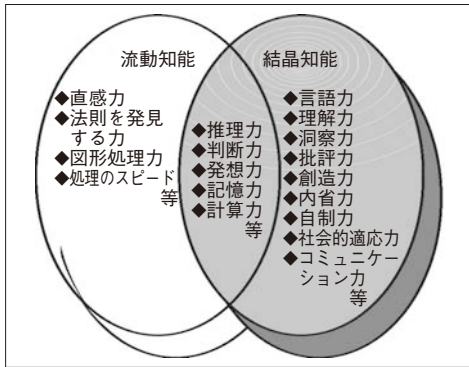 流動知能
◆直感力
◆法則を発見
する力
◆図形処理力
◆処理のスピード
等
◆推理力
◆判断力
◆発想力
◆記憶力
◆計算力
等
結晶知能
◆言語力
◆理解力
◆洞察力
◆批評力
◆創造力
◆内省力
◆自制力
◆社会的適応力
◆コミュニケー
ション力
等